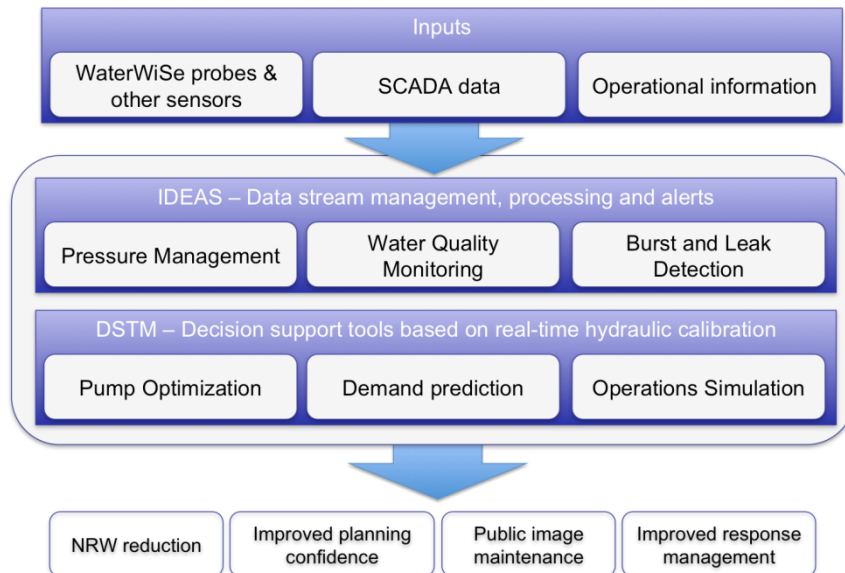 Inputs
WaterWiSe probes &
other sensors
SCADA data
Operational information
IDEAS – Data stream management, processing and alerts
Pressure Management
Water Quality
Monitoring
Burst and Leak
Detection
DSTM – Decision support tools based on real-time hydraulic calibration
Pump Optimization
Demand prediction
Operations Simulation
NRW reduction
Improved planning
confidence
Public image
maintenance
Improved response
management